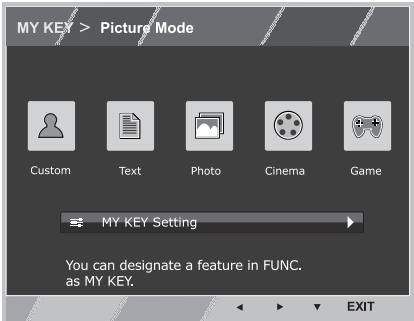 MY KEY > Picture Mode
Custom Text Photo Cinema Game
MY KEY Setting
You can designate a feature in FUNC.
as MY KEY.
EXIT